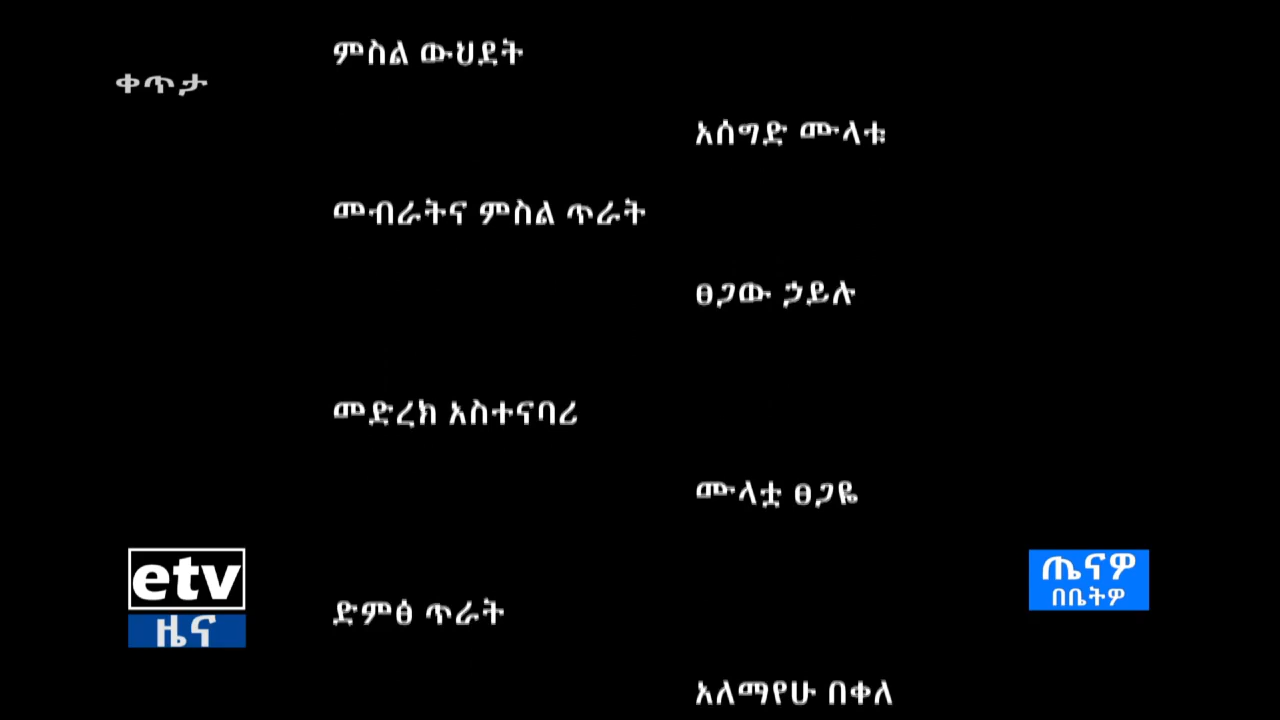 ምስል ውህደት
ቀጥታ
አሰግድ ሙላቱ
መብራትና ምስል ጥራት
ፀጋው ኃይሉ
መድረክ አስተናባሪ
ሙላቷ ፀጋዬ
etv
ዜና
ጤናዎ
በቤትዎ
ድምፅ ጥራት
አለማየሁ በቀለ